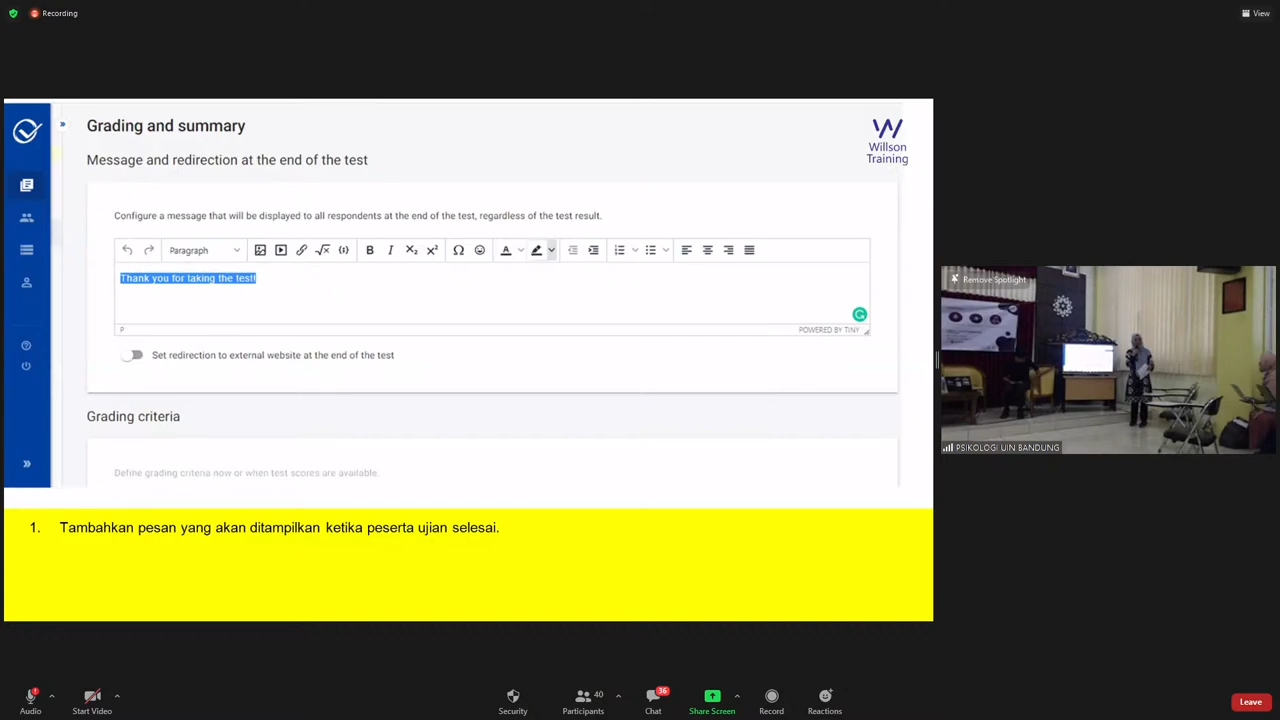 Recording
View
Grading and summary
Willson
Training
Message and redirection at the end of the test
Configure a message that will be displayed to all respondents at the end of the test, regardless of the test result.
Paragraph
Thank you for taking the test!
P
POWERED BY TINY
Set redirection to external website at the end of the test
Grading criteria
Define grading criteria now or when test scores are available.
1. Tambahkan pesan yang akan ditampilkan ketika peserta ujian selesai.
Remove Spotlight
PSIKOLOGI UIN BANDUNG
Audio
Start Video
Security
40
Participants
36
Chat
Share Screen
Record
Reactions
Leave